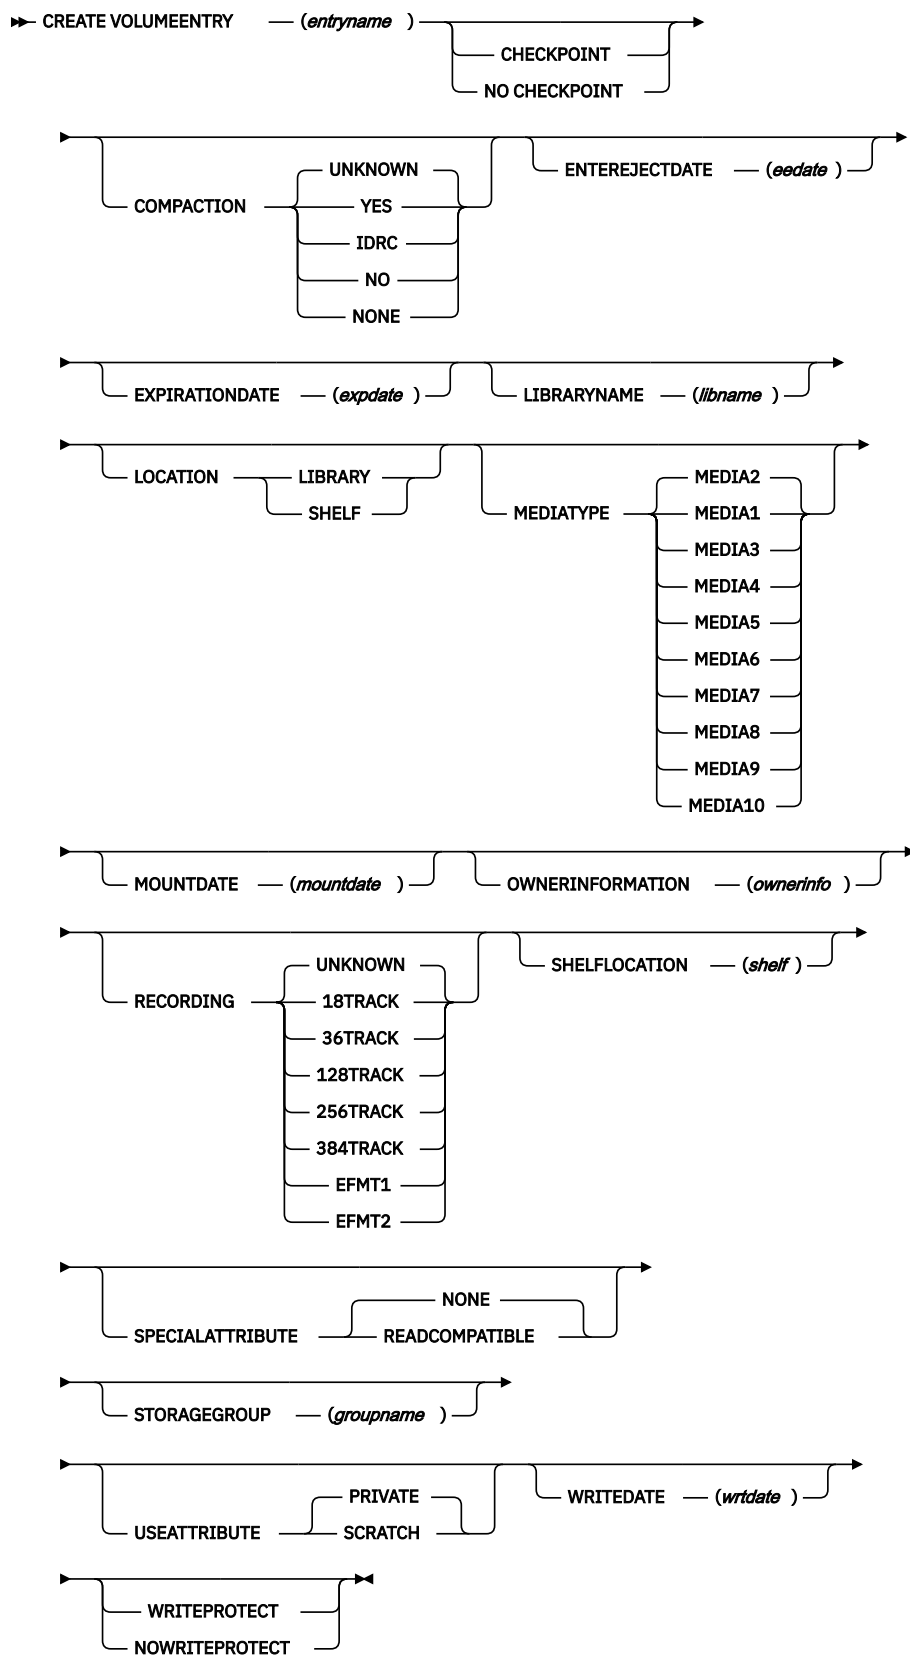 CREATE VOLUMEENTRY (entryname )
CHECKPOINT
NO CHECKPOINT
COMPACTION
UNKNOWN
YES
IDRC
NO
NONE
ENTEREJECTDATE (eedate )
EXPIRATIONDATE (expdate )
LIBRARYNAME (libname )
LOCATION
LIBRARY
SHELF
MEDIATYPE
MEDIA2
MEDIA1
MEDIA3
MEDIA4
MEDIA5
MEDIA6
MEDIA7
MEDIA8
MEDIA9
MEDIA10
MOUNTDATE (mountdate )
OWNERINFORMATION (ownerinfo )
RECORDING
UNKNOWN
18TRACK
36TRACK
128TRACK
256TRACK
384TRACK
EFMT1
EFMT2
SHELFLOCATION (shelf )
SPECIALATTRIBUTE
NONE
READCOMPATIBLE
STORAGEGROUP (groupname )
USEATTRIBUTE
PRIVATE
SCRATCH
WRITEDATE (wrtdate )
WRITEPROTECT
NOWRITEPROTECT